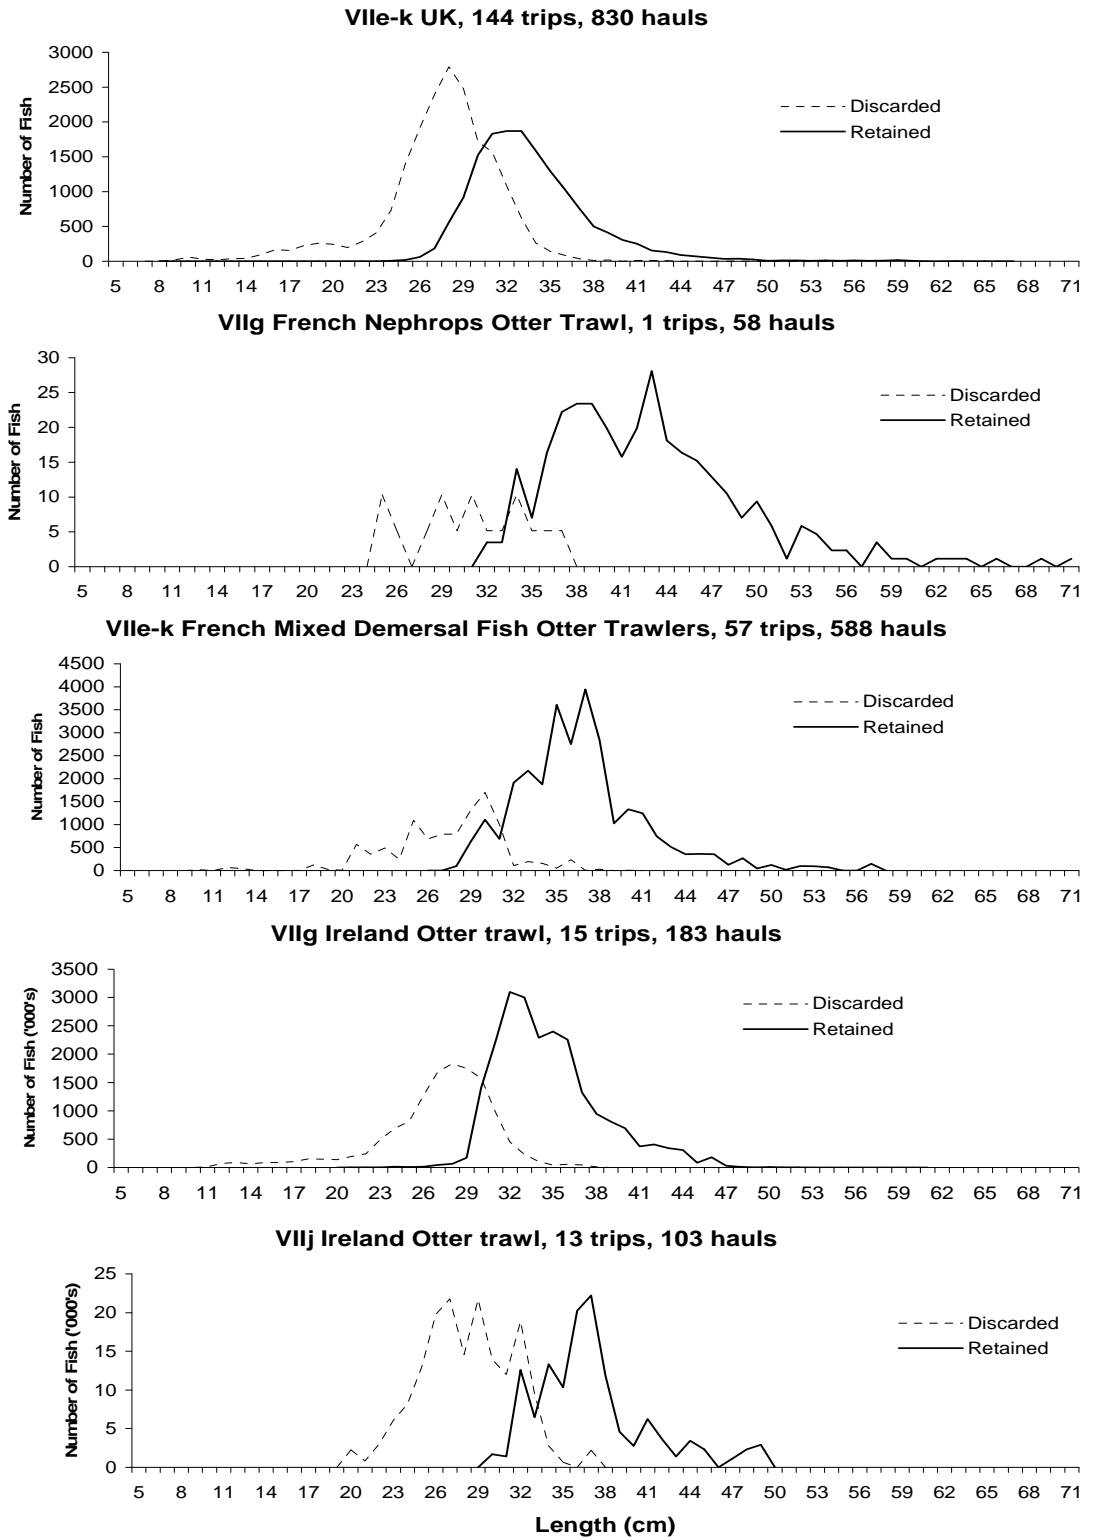 VIIe-k UK, 144 trips, 830 hauls
Number of Fish
3000
2500
2000
1500
1000
500
0
Discarded
Retained
5 8 11 14 17 20 23 26 29 32 35 38 41 44 47 50 53 56 59 62 65 68 71
VIIg French Nephrops Otter Trawl, 1 trips, 58 hauls
Number of Fish
30
25
20
15
10
5
0
Discarded
Retained
5 8 11 14 17 20 23 26 29 32 35 38 41 44 47 50 53 56 59 62 65 68 71
VIIe-k French Mixed Demersal Fish Otter Trawlers, 57 trips, 588 hauls
Number of Fish
4500
4000
3500
3000
2500
2000
1500
1000
500
0
Discarded
Retained
5 8 11 14 17 20 23 26 29 32 35 38 41 44 47 50 53 56 59 62 65 68 71
VIIg Ireland Otter trawl, 15 trips, 183 hauls
Number of Fish ('000's)
3500
3000
2500
2000
1500
1000
500
0
Discarded
Retained
5 8 11 14 17 20 23 26 29 32 35 38 41 44 47 50 53 56 59 62 65 68 71
VIIj Ireland Otter trawl, 13 trips, 103 hauls
Number of Fish ('000's)
25
20
15
10
5
0
Discarded
Retained
5 8 11 14 17 20 23 26 29 32 35 38 41 44 47 50 53 56 59 62 65 68 71
Length (cm)